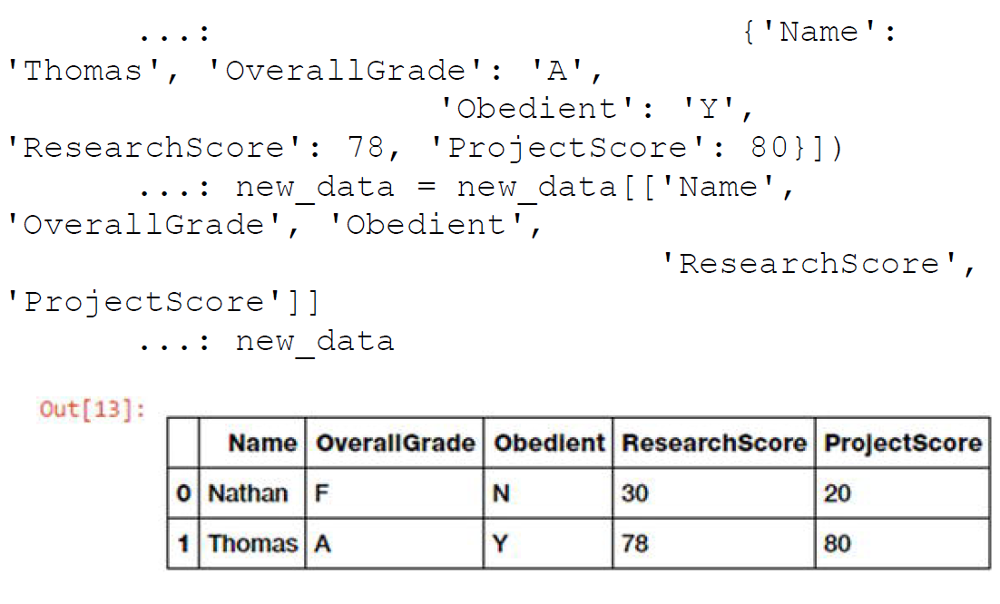 ...: {'Name':
'Thomas', 'OverallGrade': 'A',
'Obedient': 'Y',
'ResearchScore': 78, 'ProjectScore': 80}])
...: new_data = new_data[['Name',
'OverallGrade', 'Obedient',
'ResearchScore',
'ProjectScore']]
...: new_data
Out[13]:
Name OverallGrade Obedient ResearchScore ProjectScore
0 Nathan F N 30 20
1 Thomas A Y 78 80